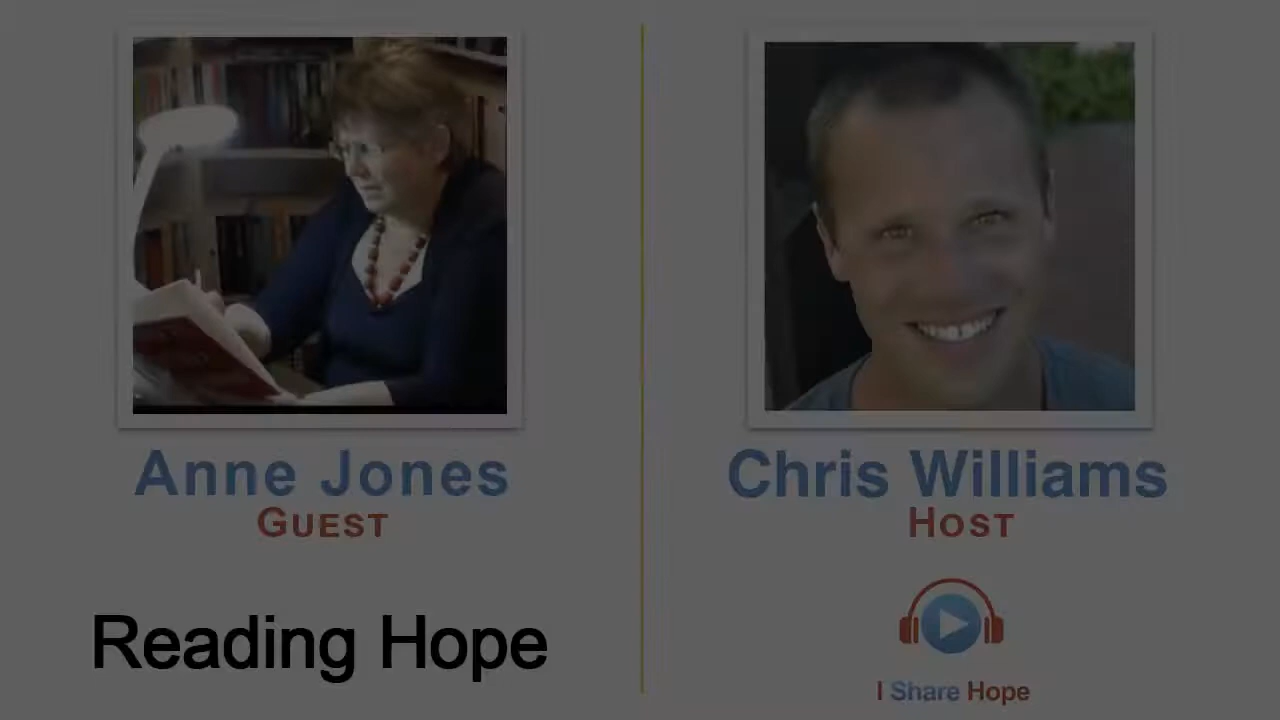 Anne Jones
Guest
Reading Hope
Chris Williams
Host
I Share Hope